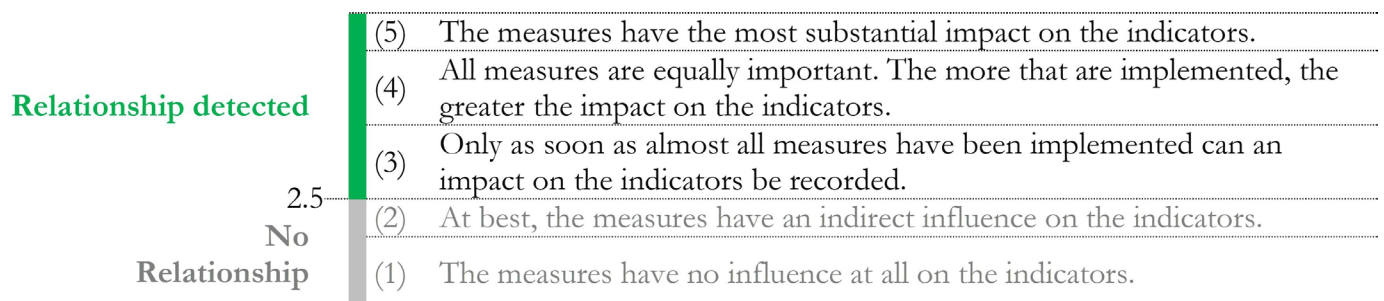 (5) The measures have the most substantial impact on the indicators.
(4) All measures are equally important. The more that are implemented, the
greater the impact on the indicators.
Relationship detected
(3) Only as soon as almost all measures have been implemented can an
impact on the indicators be recorded.
2.5
(2) At best, the measures have an indirect influence on the indicators.
No
Relationship
(1) The measures have no influence at all on the indicators.